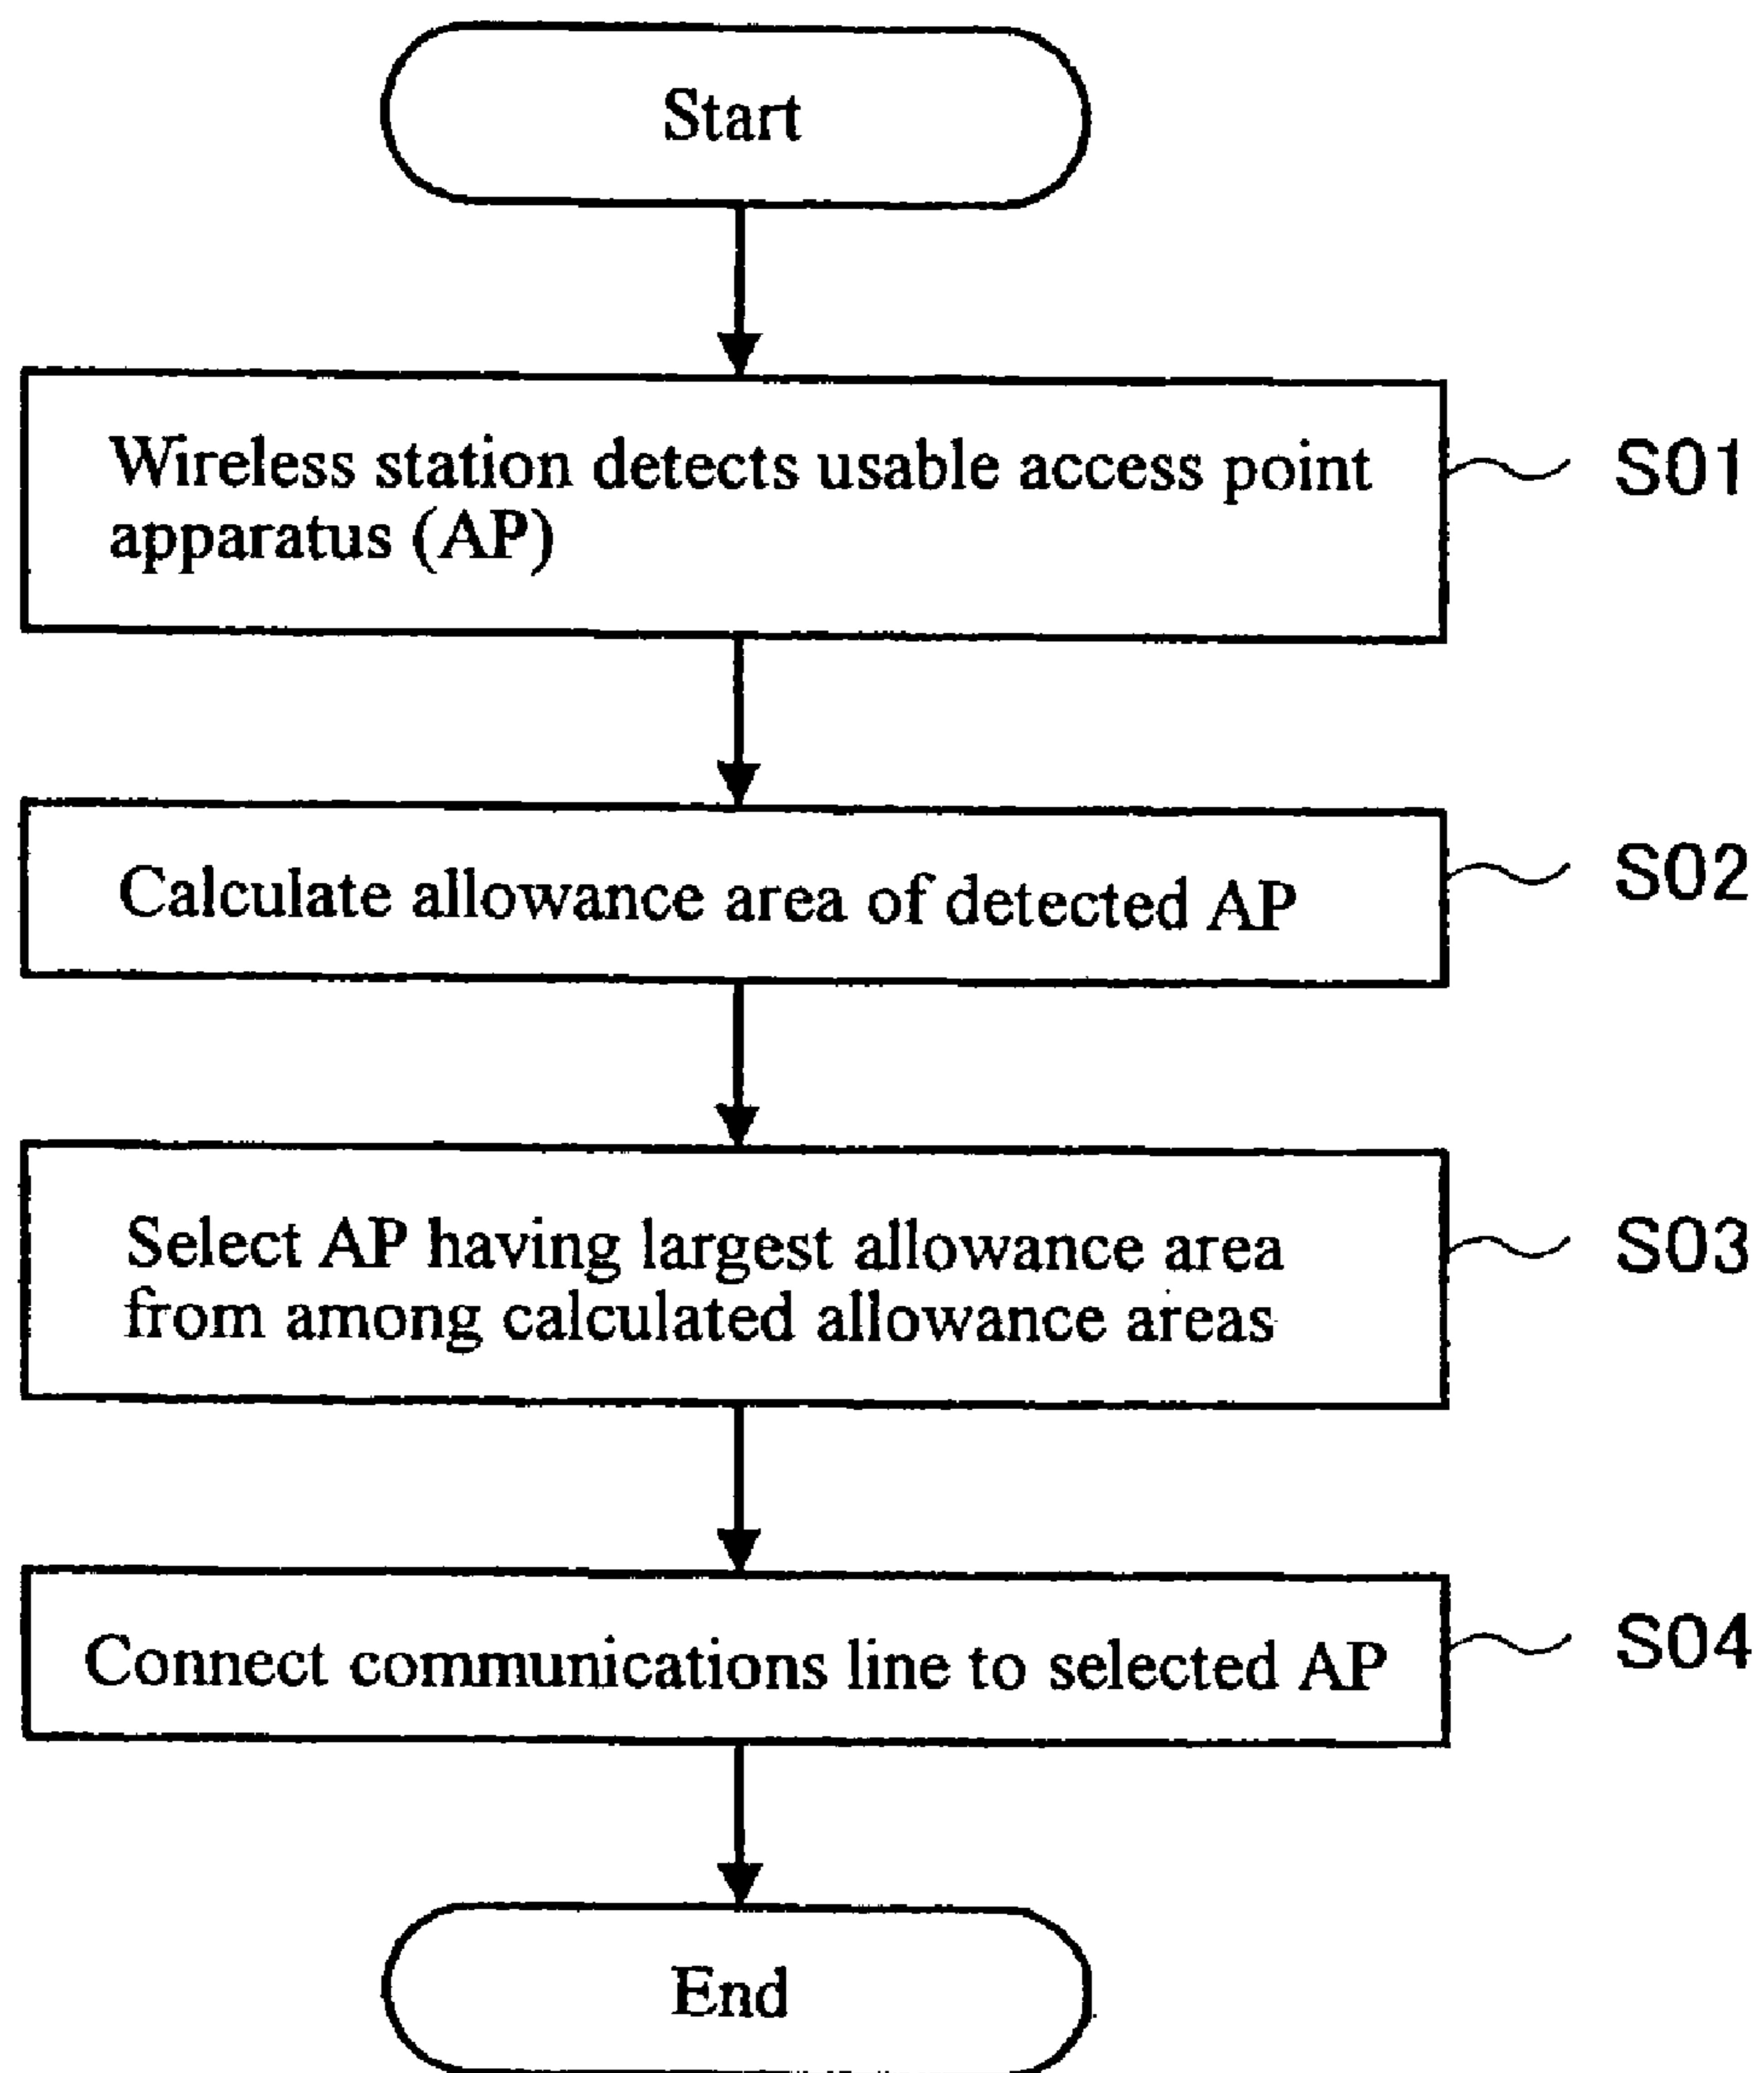 Start
Wireless station detects usable access point
apparatus (AP)
S01
Calculate allowance area of detected AP
S02
Select AP having largest allowance area
from among calculated allowance areas
S03
Connect communications line to selected AP
S04
End